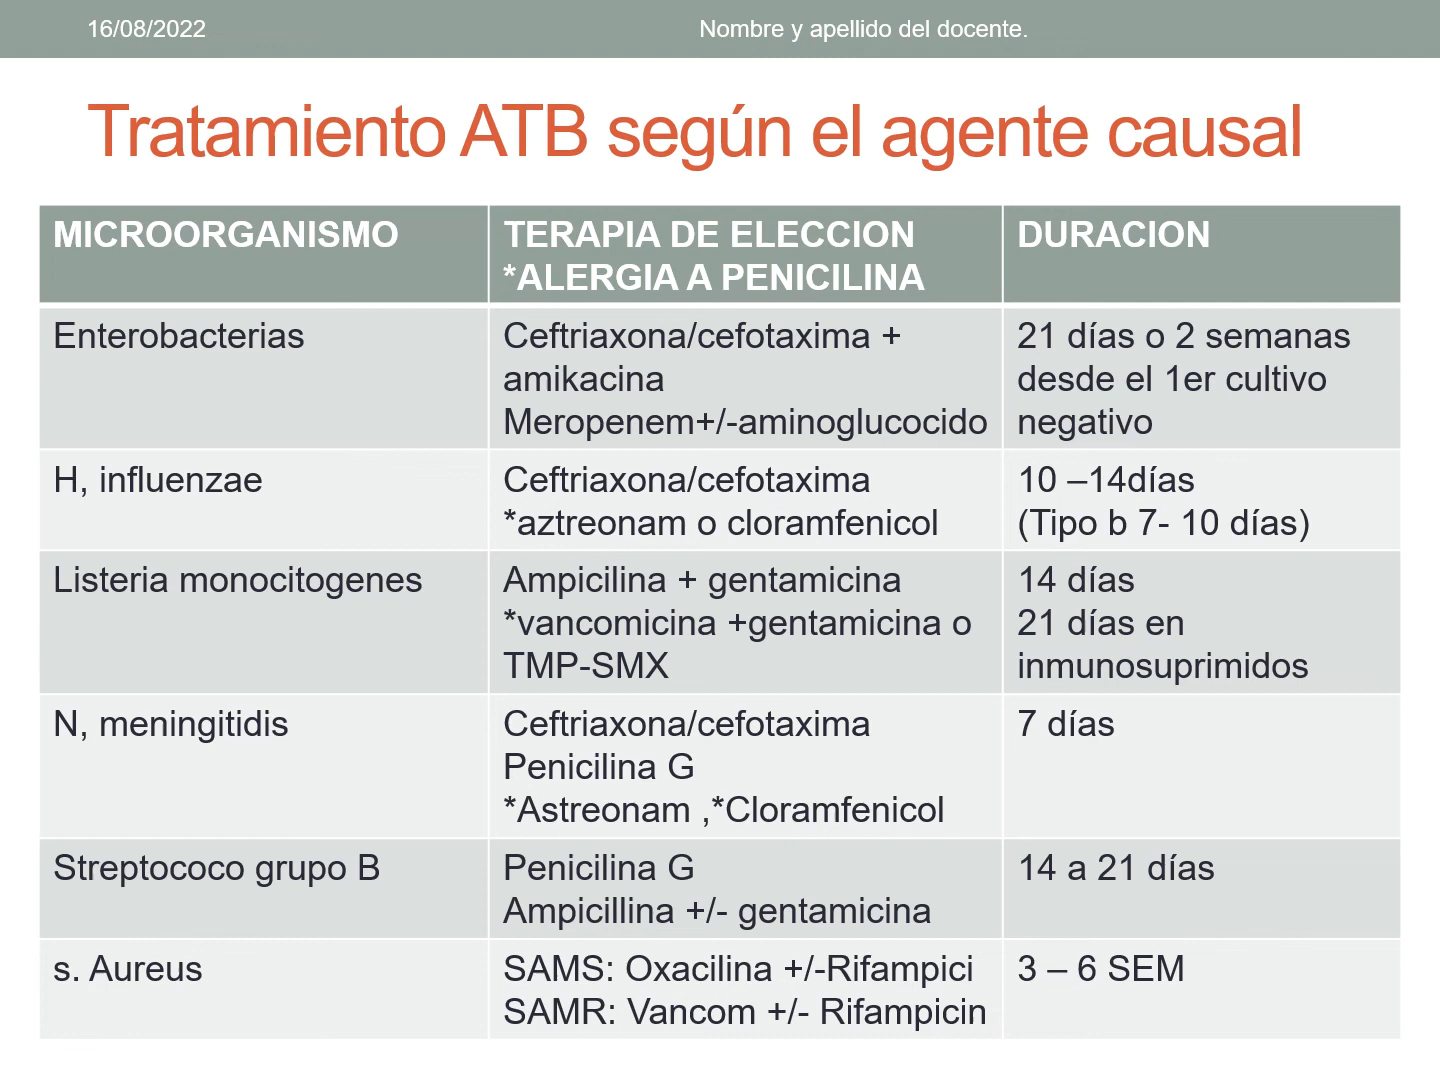 16/08/2022
Nombre y apellido del docente.
Tratamiento ATB según el agente causal
MICROORGANISMO
TERAPIA DE ELECCION
*ALERGIA A PENICILINA
DURACION
Enterobacterias
Ceftriaxona/cefotaxima +
amikacina
Meropenem+/-aminoglucocido
21 días o 2 semanas
desde el 1er cultivo
negativo
H, influenzae
Ceftriaxona/cefotaxima
*aztreonam o cloramfenicol
10 –14días
(Tipo b 7- 10 días)
Listeria monocitogenes
Ampicilina + gentamicina
*vancomicina +gentamicina o
TMP-SMX
14 días
21 días en
inmunosuprimidos
N, meningitidis
Ceftriaxona/cefotaxima
Penicilina G
*Astreonam ,*Cloramfenicol
7 días
Streptococo grupo B
Penicilina G
Ampicillina +/- gentamicina
14 a 21 días
s. Aureus
SAMS: Oxacilina +/-Rifampici
SAMR: Vancom +/- Rifampicin
3 – 6 SEM